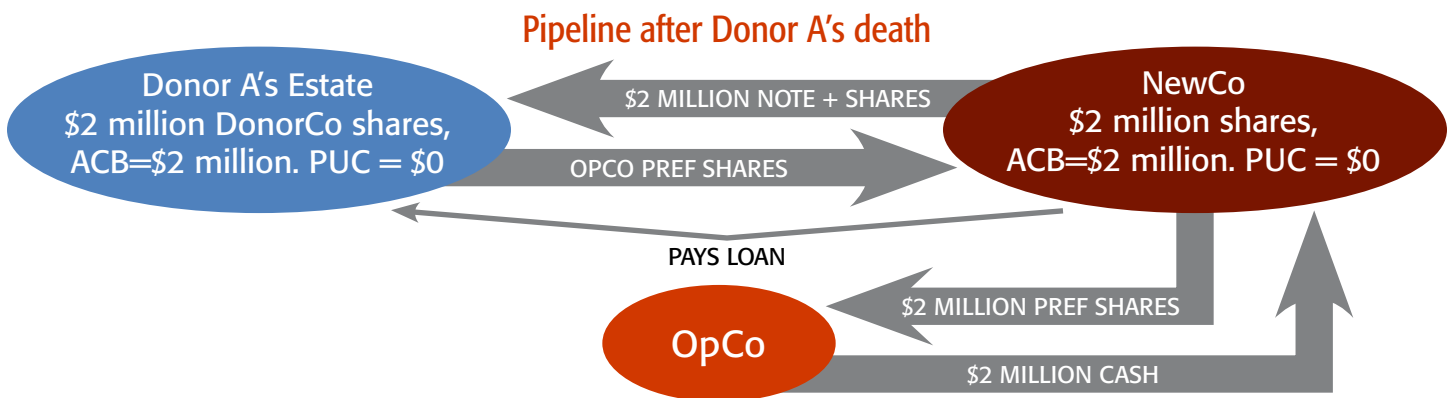 Pipeline after Donor A's death
Donor A's Estate
$2 million DonorCo shares,
ACB=$2 million. PUC = $0
$2 MILLION NOTE + SHARES
OPCO PREF SHARES
NewCo
$2 million shares,
ACB=$2 million. PUC = $0
PAYS LOAN
$2 MILLION PREF SHARES
OpCo
$2 MILLION CASH